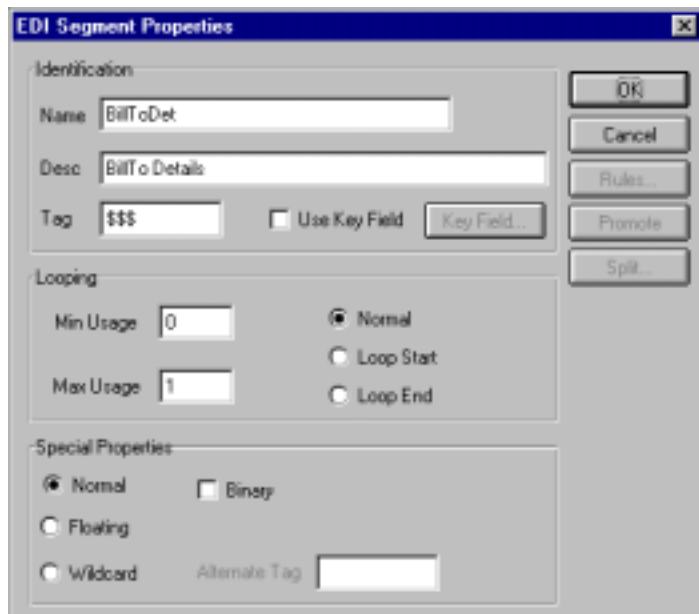 EDI Segment Properties
Identification
Name BillToDet
Desc BillTo Details
Tag $$$ Use Key Field Key Field...
OK
Cancel
Rules...
Promote
Split...
Looping
Min Usage 0
Max Usage 1
Normal
Loop Start
Loop End
Special Properties
Normal Binary
Floating
Wildcard Alternate Tag